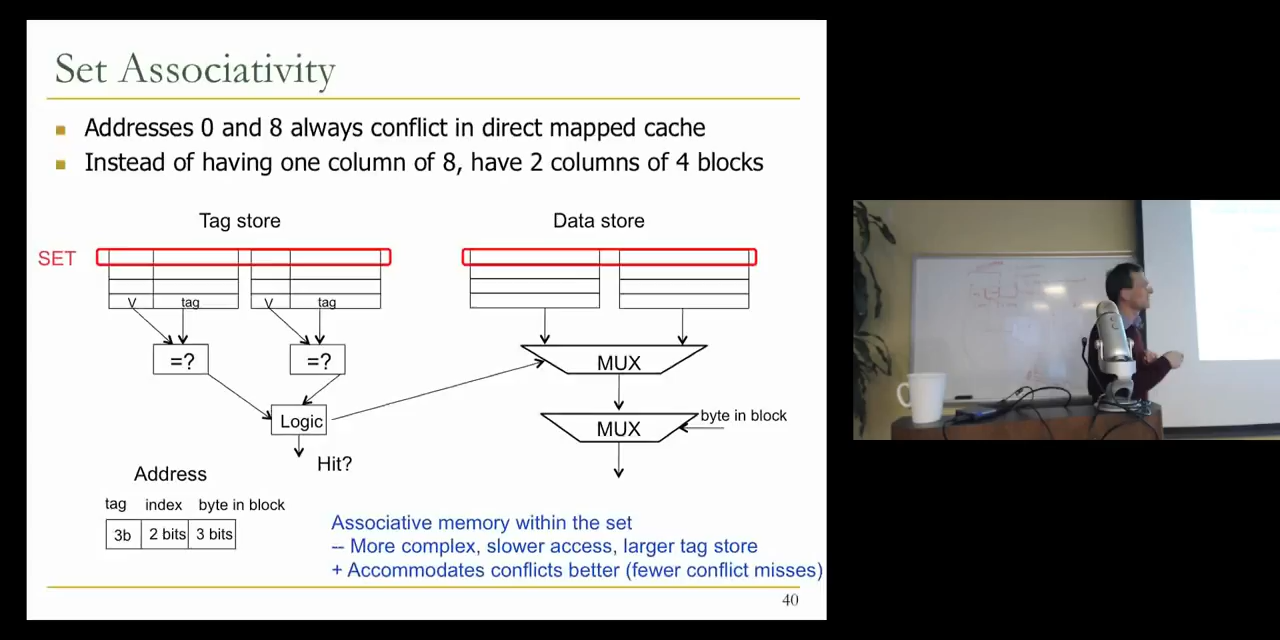 Set Associativity
Addresses 0 and 8 always conflict in direct mapped cache
Instead of having one column of 8, have 2 columns of 4 blocks
Tag store
Data store
SET
V tag V tag
=? =? MUX
Logic
MUX byte in block
Hit?
Address
tag index byte in block
3b 2 bits 3 bits
Associative memory within the set
-- More complex, slower access, larger tag store
+ Accommodates conflicts better (fewer conflict misses)
40